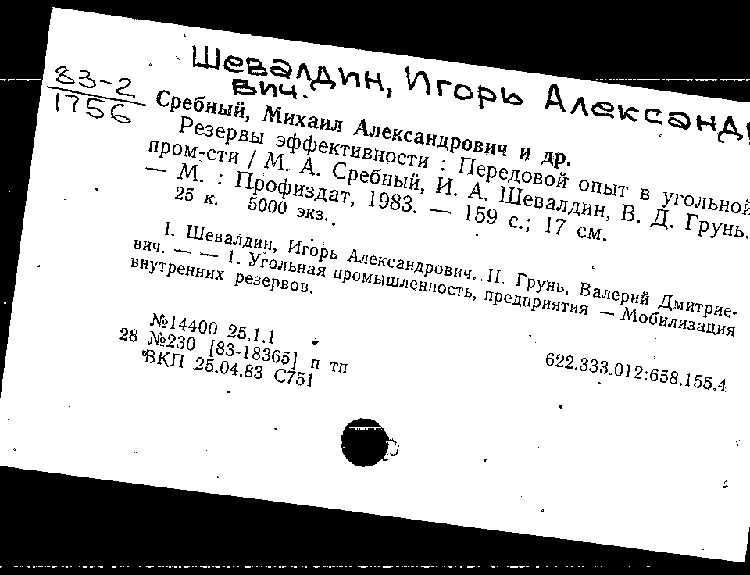 Шевалдин, Игорь Александр
вич.
83-2
1756
Сребный, Михаил Александрович и др.
Резервы эффективности : Передовой опыт в угольной
пром-сти / М. А. Сребный, И. А. Шевалдин, В. Д. Грунь.
— М. : Профиздат, 1983. — 159 с.; 17 см.
25 к. 5000 экз.
I. Шевалдин, Игорь Александрович. II. Грунь, Валерий Дмитрие-
вич. — — 1. Угольная промышленность, предприятия — Мобилизация
внутренних резервов.
622.333.012:658.155.4
№14400 25.1.1
28 №230 [83-18365] п тп
ВКП 25.04.83 С751